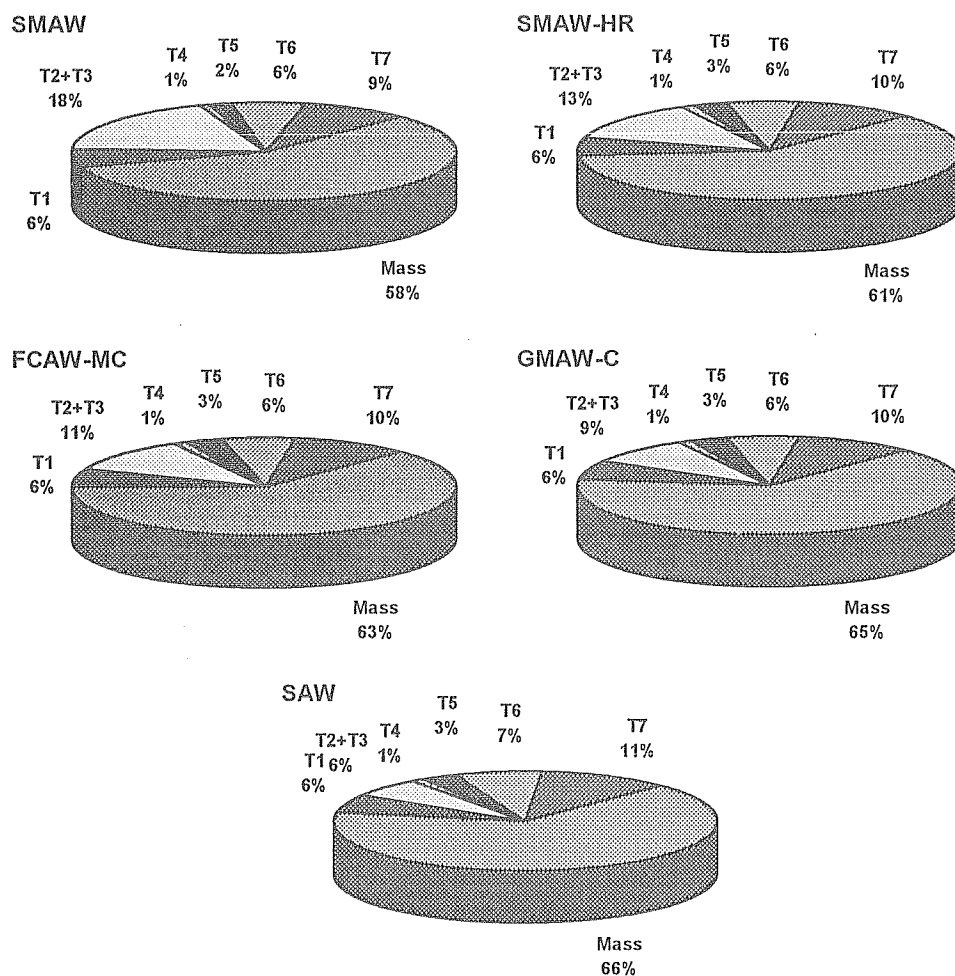 SMAW
T2+T3
18%
T4
1%
T5
2%
T6
6%
T7
9%
T1
6%
Mass
58%
SMAW-HR
T2+T3
13%
T4
1%
T5
3%
T6
6%
T7
10%
T1
6%
Mass
61%
FCAW-MC
T2+T3
11%
T4
1%
T5
3%
T6
6%
T7
10%
T1
6%
Mass
63%
GMAW-C
T2+T3
9%
T4
1%
T5
3%
T6
6%
T7
10%
T1
6%
Mass
65%
SAW
T2+T3
6%
T4
1%
T5
3%
T6
7%
T7
11%
T1
6%
Mass
66%